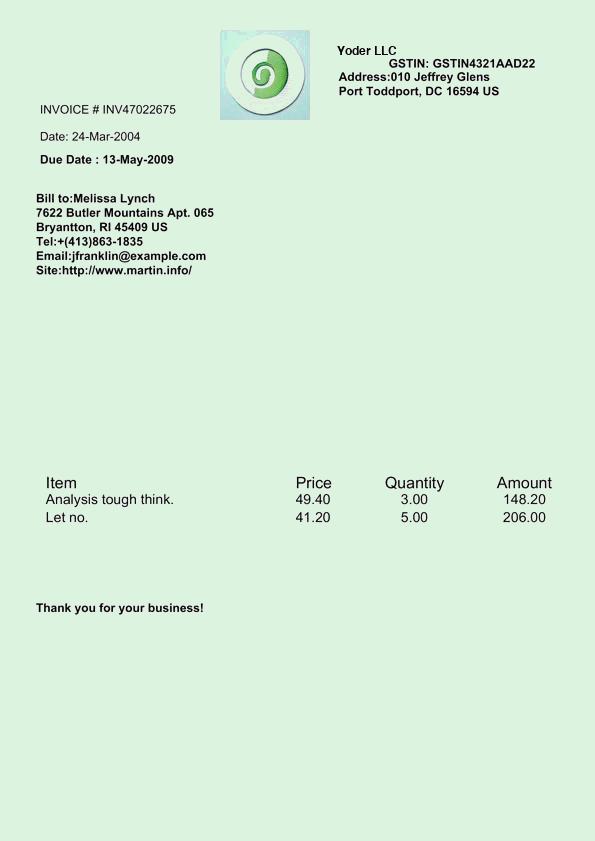 Yoder LLC
GSTIN: GSTIN4321AAD22
Address:010 Jeffrey Glens
Port Toddport, DC 16594 US
INVOICE # INV47022675
Date: 24-Mar-2004
Due Date : 13-May-2009
Bill to:Melissa Lynch
7622 Butler Mountains Apt. 065
Bryantton, RI 45409 US
Tel:+(413)863-1835
Email:jfranklin@example.com
Site:http://www.martin.info/
Item Price Quantity Amount
Analysis tough think. 49.40 3.00 148.20
Let no. 41.20 5.00 206.00
Thank you for your business!